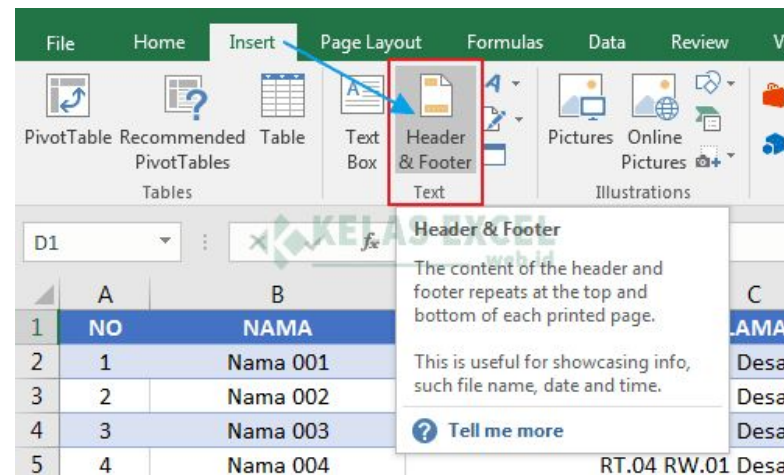 File Home Insert Page Layout Formulas Data Review V
PivotTable Recommended PivotTables Table Text Box Header & Footer Pictures Online Pictures
Tables Text Illustrations
D1 fx
KELAS EXCEL
web.id
Header & Footer
The content of the header and
footer repeats at the top and
bottom of each printed page.
This is useful for showcasing info,
such file name, date and time.
Tell me more
A B C
1 NO NAMA LAMA
2 1 Nama 001 Desa
3 2 Nama 002 Desa
4 3 Nama 003 Desa
5 4 Nama 004 RT.04 RW.01 Desa